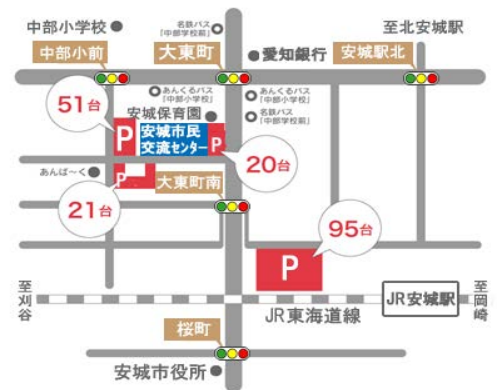 中部小学校
名鉄バス
「中部小学校前」
至北安城駅
中部小前
大東町
愛知銀行
安城駅北
あんくるバス
「中部小学校」
あんくるバス
「中部小学校」
51台
安城保育園
名鉄バス
「中部小学校前」
P
安城市民
交流センター
P
20台
あんぱ〜く
P
大東町南
21台
95台
P
至刈谷
JR東海道線
JR安城駅
至岡崎
桜町
安城市役所